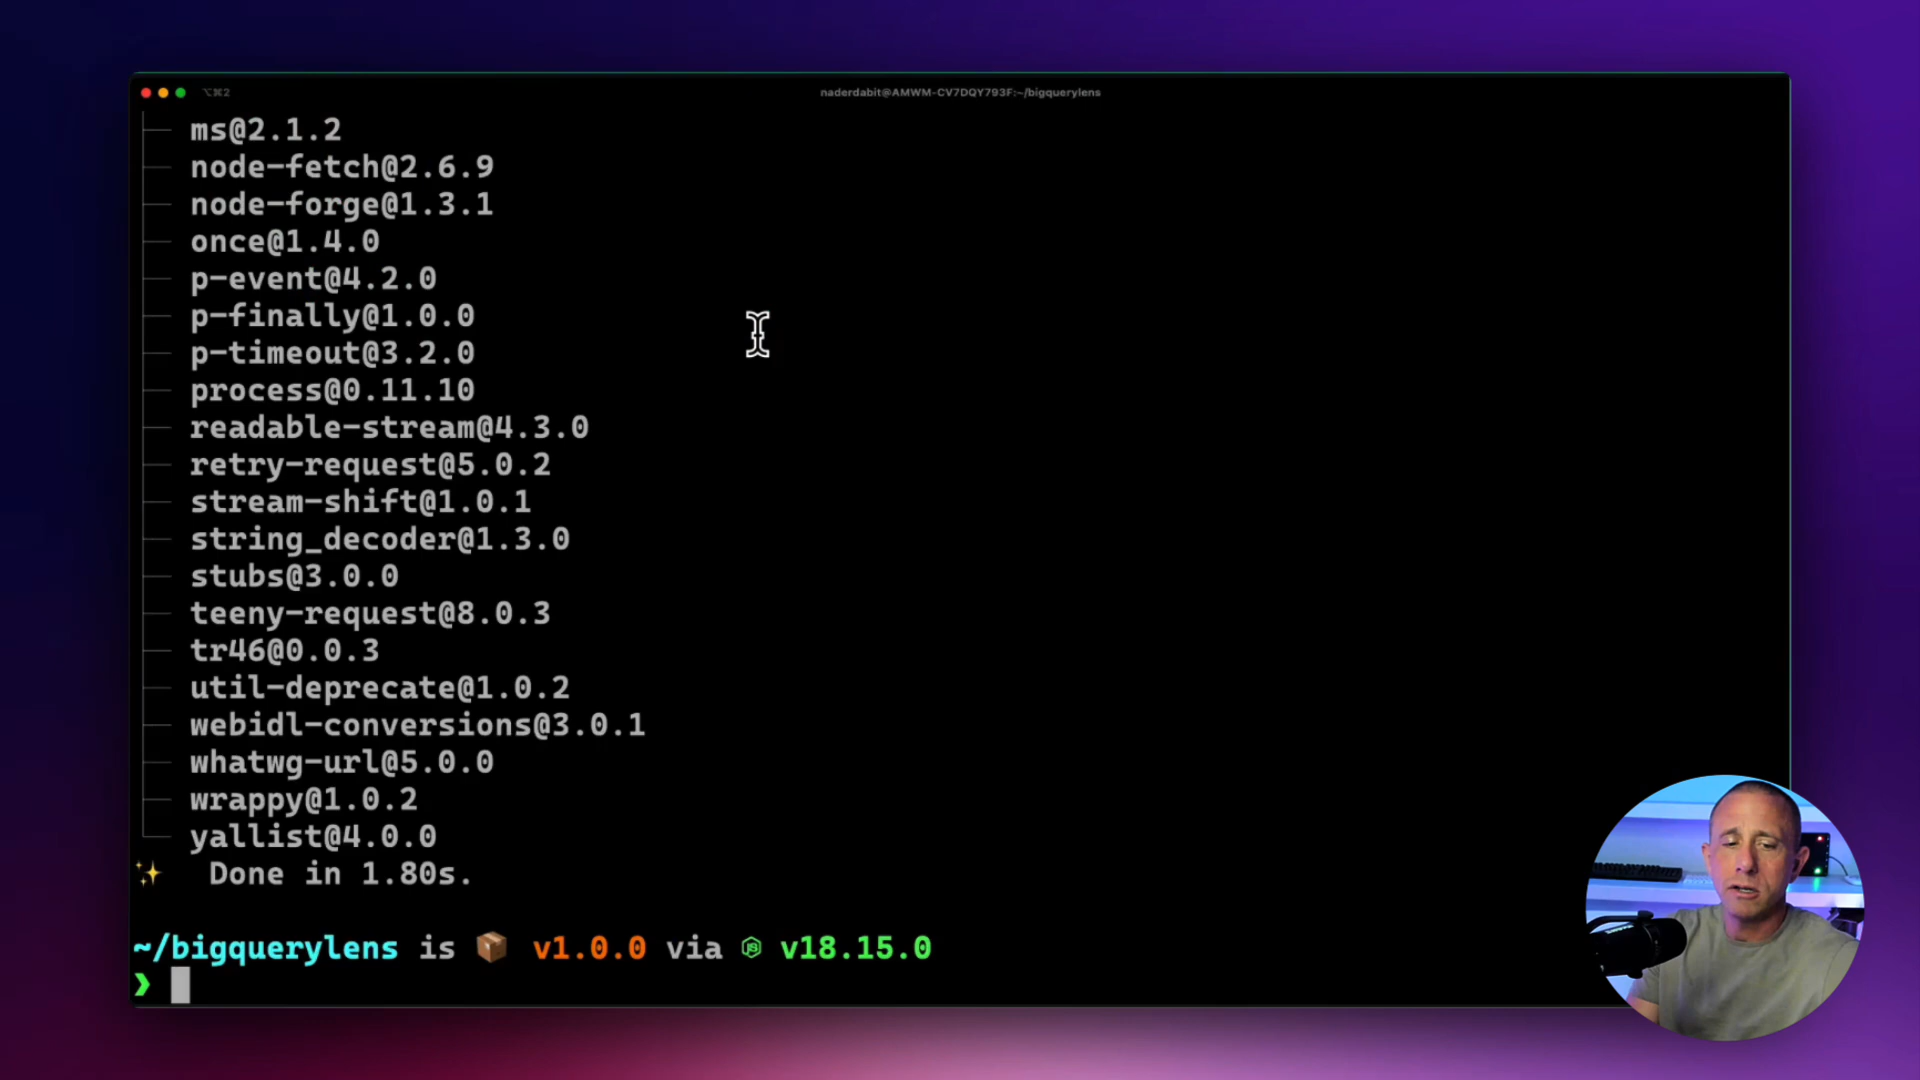 ⌥⌘2
naderdabit@AMWM-CV7DQY793F:~/bigquerylens
ms@2.1.2
node-fetch@2.6.9
node-forge@1.3.1
once@1.4.0
p-event@4.2.0
p-finally@1.0.0
p-timeout@3.2.0
process@0.11.10
readable-stream@4.3.0
retry-request@5.0.2
stream-shift@1.0.1
string_decoder@1.3.0
stubs@3.0.0
teeny-request@8.0.3
tr46@0.0.3
util-deprecate@1.0.2
webidl-conversions@3.0.1
whatwg-url@5.0.0
wrappy@1.0.2
yallist@4.0.0
✨ Done in 1.80s.
~/bigquerylens is 📦 v1.0.0 via v18.15.0
❯